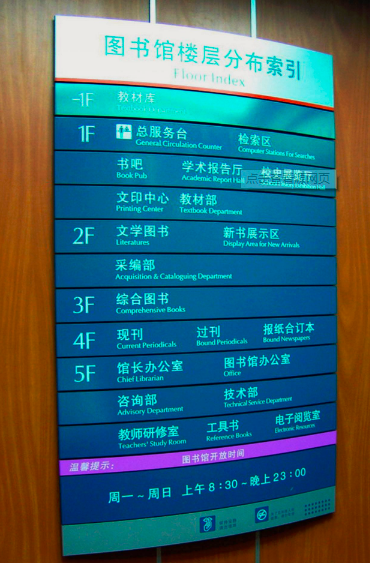 图书馆楼层分布索引
Floor Index
-1F 教材库
1F 总服务台 检索区
General Circulation Counter Computer Stations For Searches
书吧 学术报告厅 校史展览厅
Book Pub Academic Report Hall
文印中心 教材部
Printing Center Textbook Department
2F 文学图书 新书展示区
Literatures Display Area for New Arrivals
采编部
Acquisition & Cataloguing Department
3F 综合图书
Comprehensive Books
4F 现刊 过刊 报纸合订本
Current Periodicals Bound Periodicals Bound Newspapers
5F 馆长办公室 图书馆办公室
Chief Librarian Office
咨询部 技术部
Advisory Department Technical Service Department
教师研修室 工具书 电子阅览室
Teachers' Study Room Reference Books Electronic Resources
温馨提示: 图书馆开放时间
周一~周日 上午8:30~晚上23:00